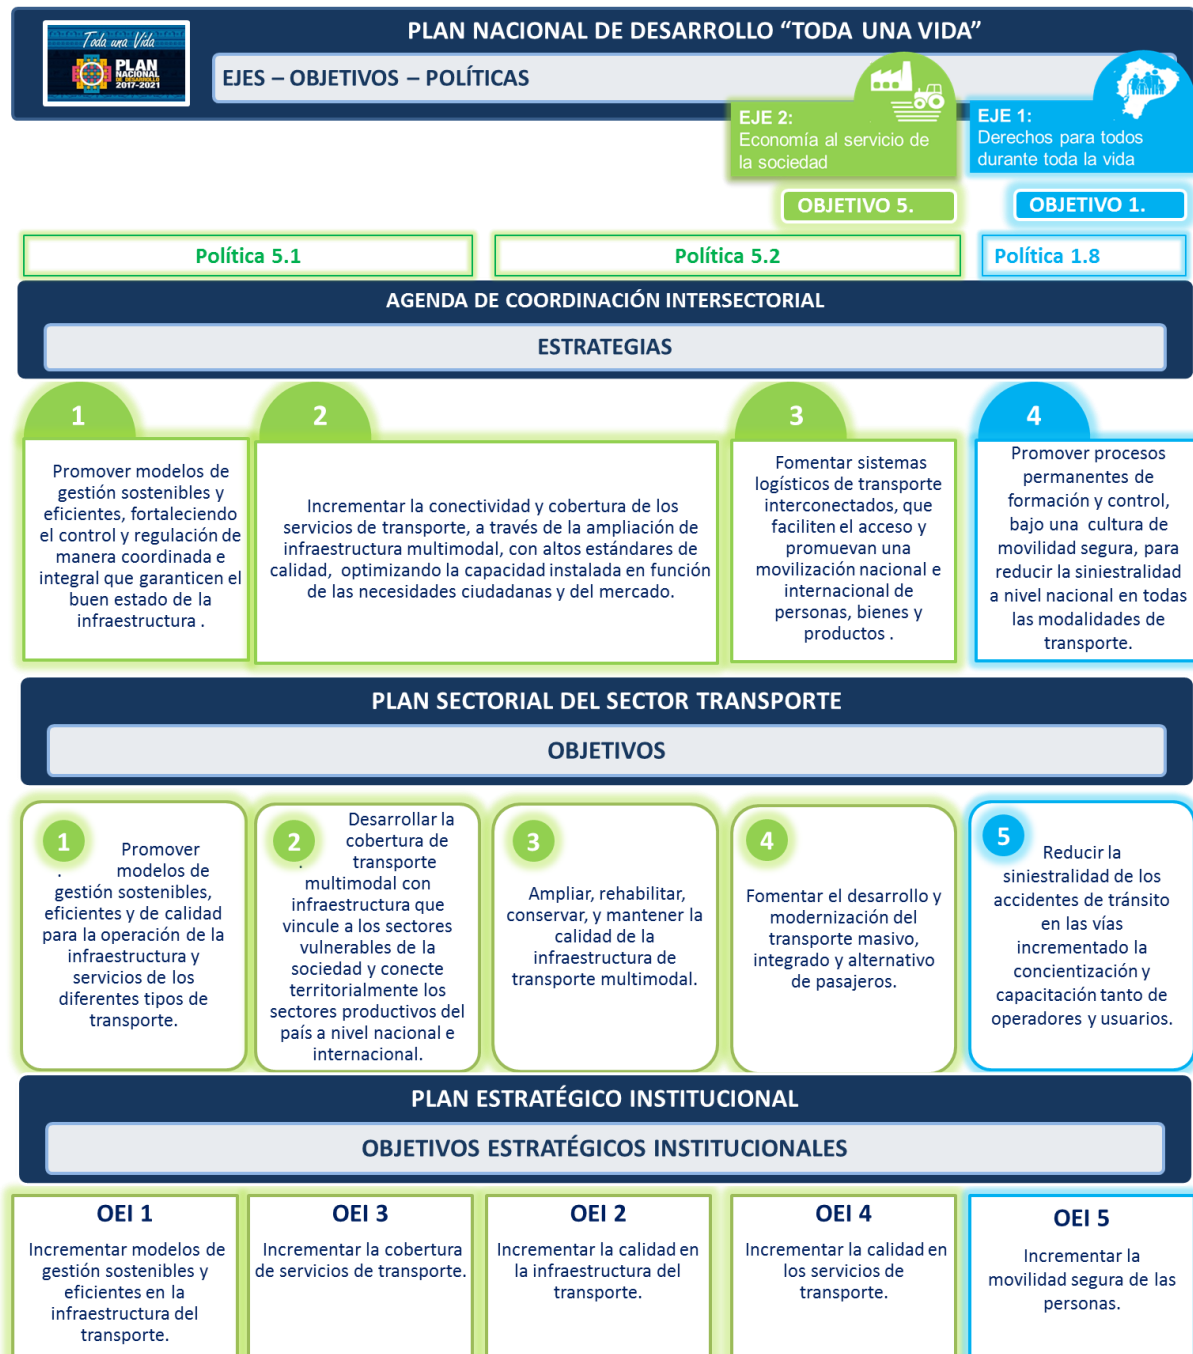 Toda una Vida
PLAN
NACIONAL
DE DESARROLLO
2017-2021
PLAN NACIONAL DE DESARROLLO “TODA UNA VIDA”
EJES – OBJETIVOS – POLÍTICAS
EJE 2:
Economía al servicio de
la sociedad
EJE 1:
Derechos para todos
durante toda la vida
OBJETIVO 5.
OBJETIVO 1.
Política 5.1
Política 5.2
Política 1.8
AGENDA DE COORDINACIÓN INTERSECTORIAL
ESTRATEGIAS
1
Promover modelos de
gestión sostenibles y
eficientes, fortaleciendo
el control y regulación de
manera coordinada e
integral que garanticen el
buen estado de la
infraestructura .
2
Incrementar la conectividad y cobertura de los
servicios de transporte, a través de la ampliación de
infraestructura multimodal, con altos estándares de
calidad, optimizando la capacidad instalada en función
de las necesidades ciudadanas y del mercado.
3
Fomentar sistemas
logísticos de transporte
interconectados, que
faciliten el acceso y
promuevan una
movilización nacional e
internacional de
personas, bienes y
productos .
4
Promover procesos
permanentes de
formación y control,
bajo una cultura de
movilidad segura, para
reducir la siniestralidad
a nivel nacional en todas
las modalidades de
transporte.
PLAN SECTORIAL DEL SECTOR TRANSPORTE
OBJETIVOS
1
Promover
. modelos de
gestión sostenibles,
eficientes y de calidad
para la operación de la
infraestructura y
servicios de los
diferentes tipos de
transporte.
2
Desarrollar la
cobertura de
. transporte
multimodal con
infraestructura que
vincule a los sectores
vulnerables de la
sociedad y conecte
territorialmente los
sectores productivos del
país a nivel nacional e
internacional.
3
Ampliar, rehabilitar,
conservar, y mantener la
calidad de la
infraestructura de
transporte multimodal.
4
Fomentar el desarrollo y
modernización del
transporte masivo,
integrado y alternativo
de pasajeros.
5
Reducir la
siniestralidad de los
accidentes de tránsito
en las vías
incrementado la
concientización y
capacitación tanto de
operadores y usuarios.
PLAN ESTRATÉGICO INSTITUCIONAL
OBJETIVOS ESTRATÉGICOS INSTITUCIONALES
OEI 1
Incrementar modelos de
gestión sostenibles y
eficientes en la
infraestructura del
transporte.
OEI 3
Incrementar la cobertura
de servicios de transporte.
OEI 2
Incrementar la calidad en
la infraestructura del
transporte.
OEI 4
Incrementar la calidad en
los servicios de
transporte.
OEI 5
Incrementar la
movilidad segura de las
personas.